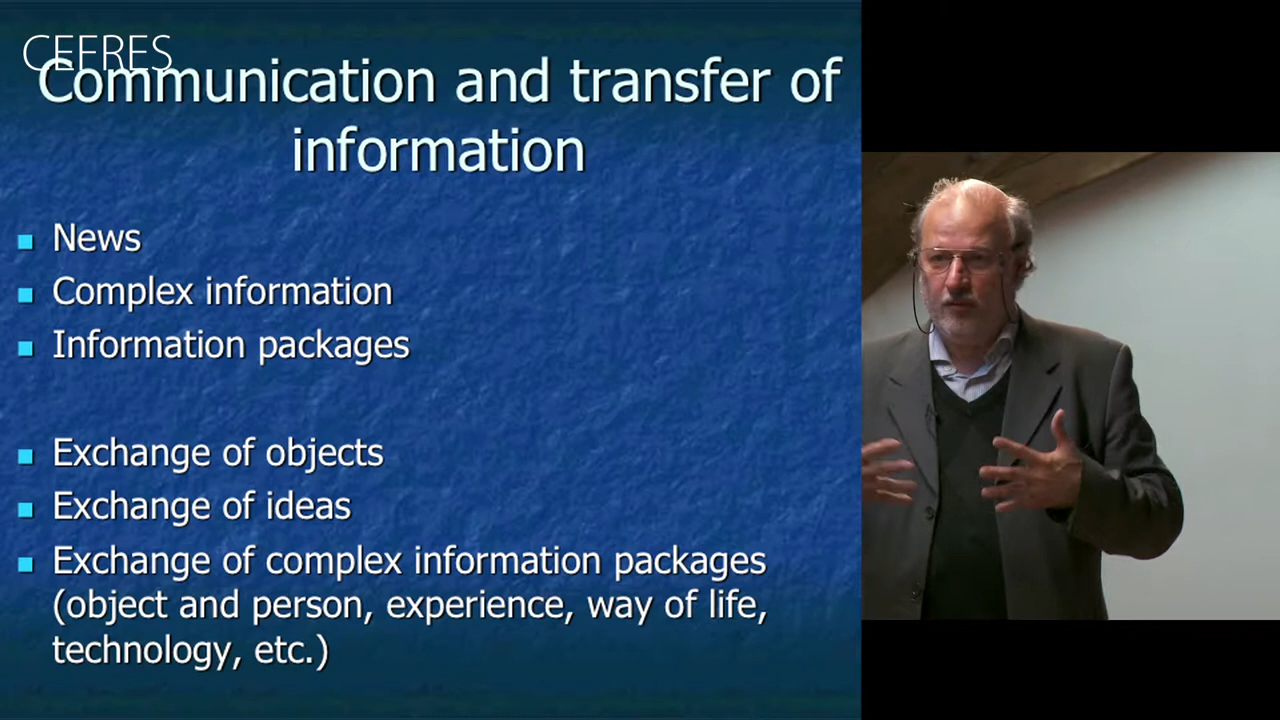 CEFRES
Communication and transfer of
information
News
Complex information
Information packages
Exchange of objects
Exchange of ideas
Exchange of complex information packages
(object and person, experience, way of life,
technology, etc.)